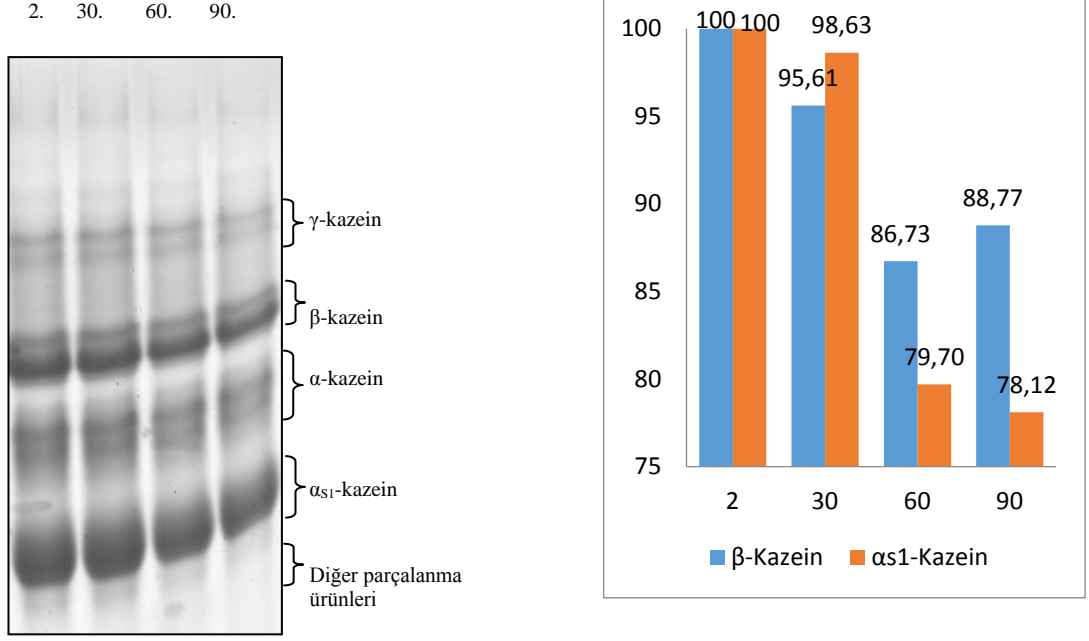 2. 30. 60. 90.
γ-kazein
β-kazein
α-kazein
αS1-kazein
Diğer parçalanma
ürünleri
100 100
98,63
95,61
86,73
79,70
88,77
78,12
100
95
90
85
80
75
2 30 60 90
β-Kazein αs1-Kazein